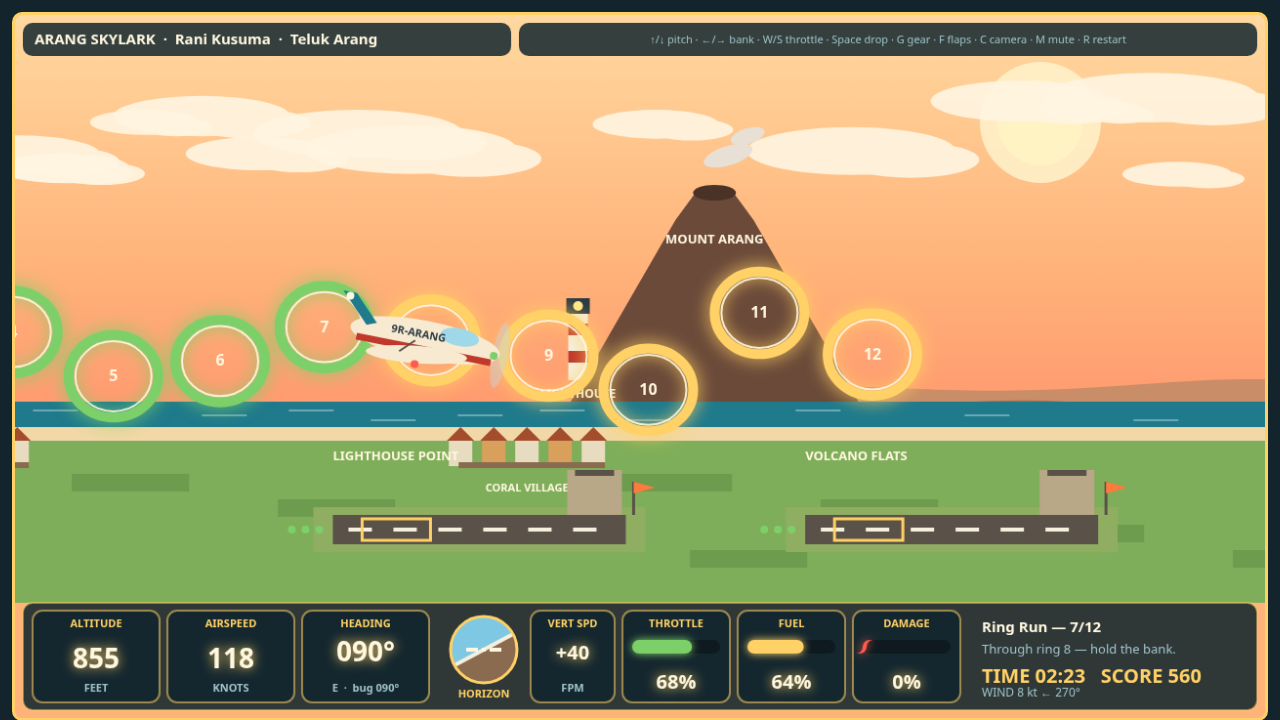 ARANG SKYLARK · Rani Kusuma · Teluk Arang
↑/↓ pitch · ←/→ bank · W/S throttle · Space drop · G gear · F flaps · C camera · M mute · R restart
MOUNT ARANG
5
6
7
9R-ARANG
9
10
11
12
LIGHTHOUSE POINT
VOLCANO FLATS
CORAL VILLAGE
ALTITUDE
855
FEET
AIRSPEED
118
KNOTS
HEADING
090°
E · bug 090°
HORIZON
VERT SPD
+40
FPM
THROTTLE
68%
FUEL
64%
DAMAGE
0%
Ring Run — 7/12
Through ring 8 — hold the bank.
TIME 02:23 SCORE 560
WIND 8 kt ← 270°